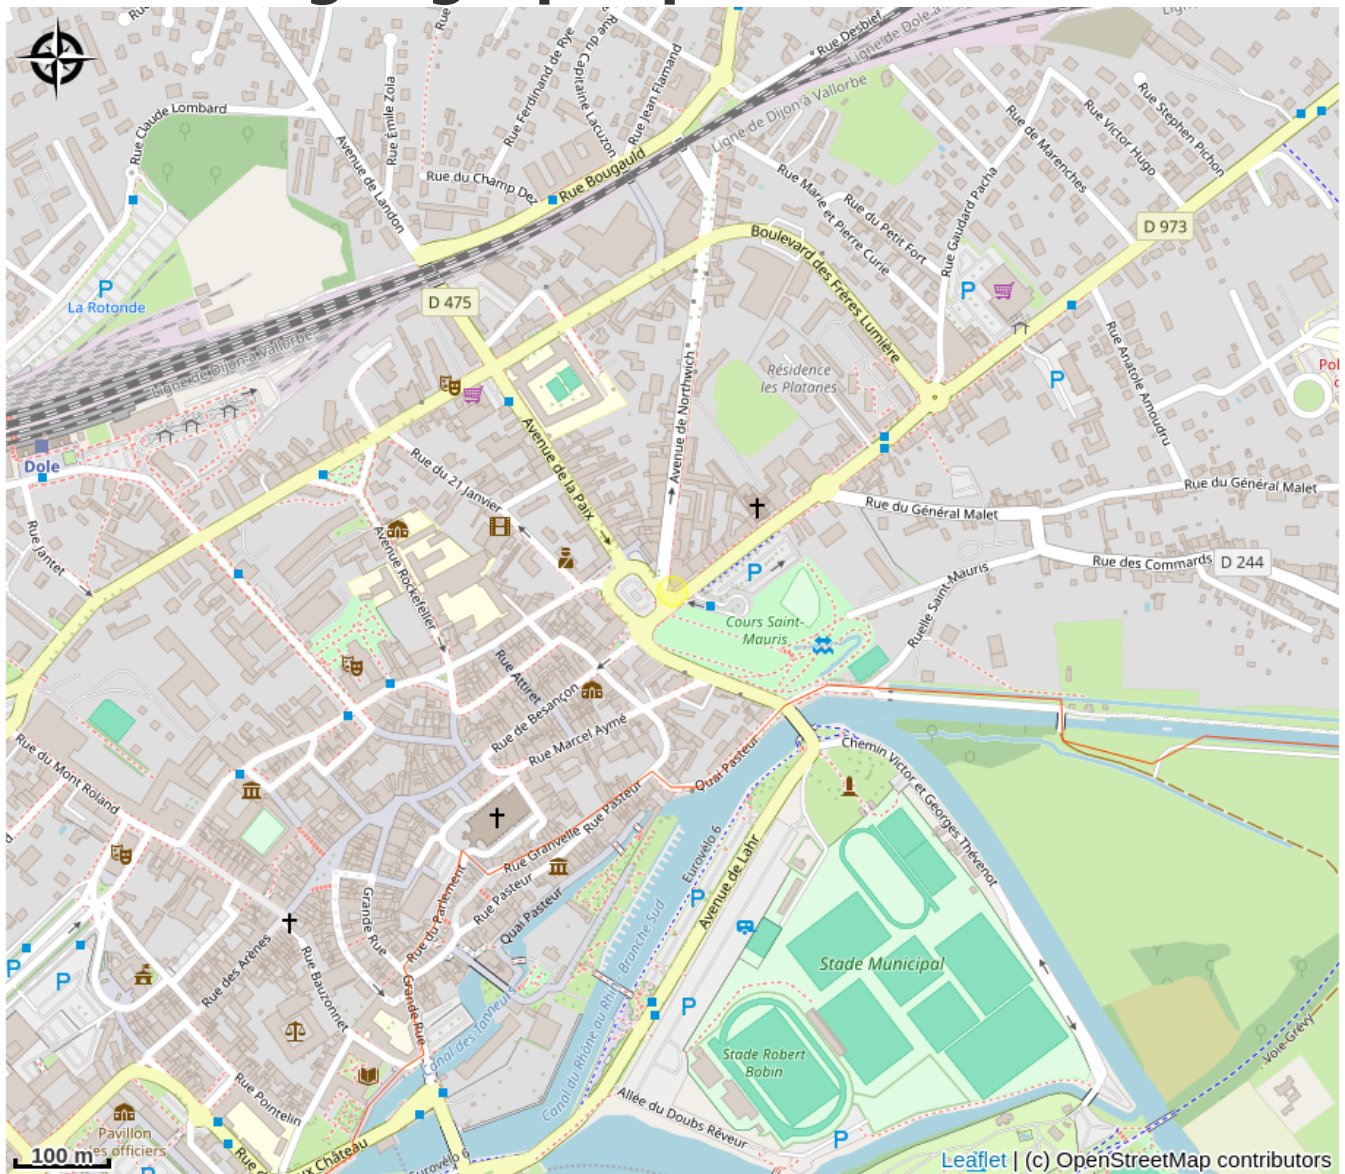 Rue Desbief
Ligne de Dole à
Rue Ferdinand de Rye
Rue du Capitaine Lacuzon
Rue Jean Flamand
Rue Claude Lombard
Rue Émile Zola
Avenue de Landon
Ligne de Dijon à Vallorbe
Rue de Marenches
Rue Victor Hugo
Rue Stephen Pichon
Rue du Champ Dez
Rue Bougauld
Rue Marie et Pierre Curie
Rue du Petit Fort
Rue Gaudard Pacha
D 973
Boulevard des Frères Lumière
P
La Rotonde
D 475
P
Ligne de Dijon à Vallorbe
Avenue de Northwich
Résidence
les Platanes
P
Rue Anatole Amoudru
Pol
Dole
Avenue de la Paix
Rue du 21 Janvier
Rue du Général Malet
Rue du Général Malet
Rue Jantet
Avenue Rockefeller
P
Rue des Commards
D 244
Ruelle Saint-Mauris
Cours Saint-
Mauris
Rue Attiret
Rue de Besançon
Rue Marcel Aymé
Rue du Mont Roland
Quai Pasteur
Chemin Victor et Georges Thévenot
Rue Pasteur
Rue Granvelle
Eurovélo 6
Avenue de Lahr
P
Rue Pasteur
Quai Pasteur
Grande Rue
Rue du Parlement
Branche Sud
Rue des Arènes
Rue Bauzonnet
P
P
Grande Rue
Canal des Tanneurs
Canal du Rhône au Rhin
Stade Municipal
P
Stade Robert
Bobin
Voie Grévy
Rue Pointelin
Allée du Doubs Rêveur
P
Pavillon
des officiers
P
Château
Eurovélo 6
100 m
Leaflet | (c) OpenStreetMap contributors